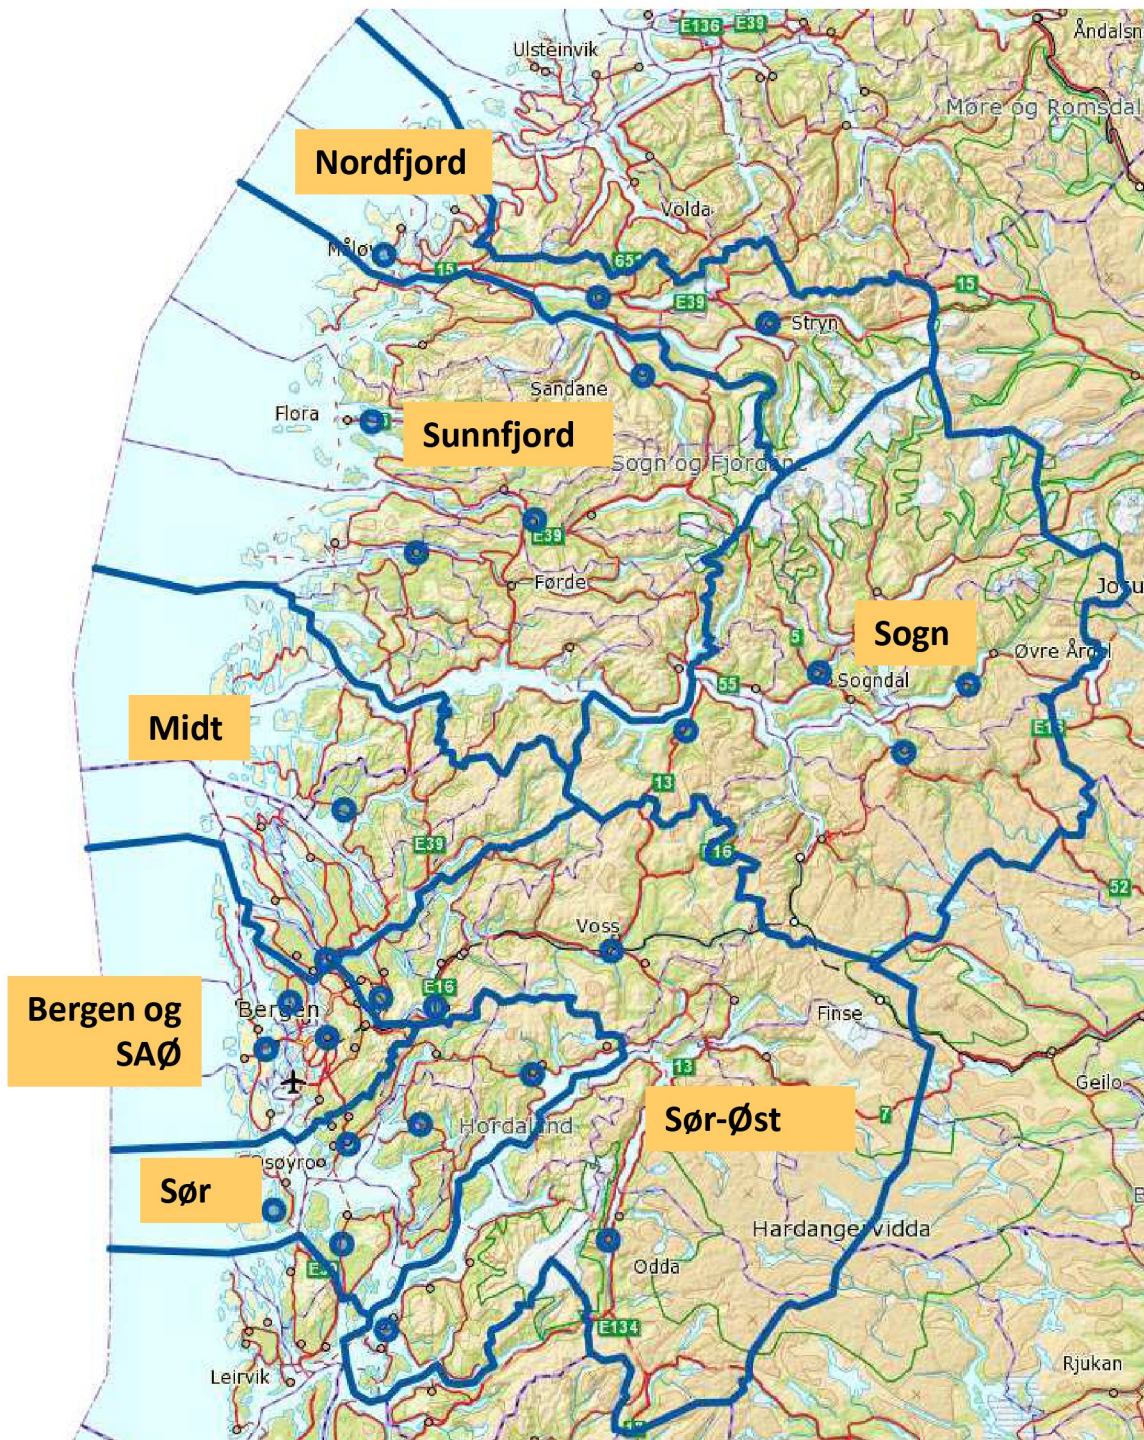 E136
E39
Åndalsn
Ulsteinvik
Møre og Romsdal
Nordfjord
Volda
Måløy
15
651
15
E39
Stryn
Sandane
Flora
Sunnfjord
Sogn og Fjordane
E39
Førde
Sogn
5
Øvre Årdal
55
Sogndal
Midt
E16
13
E39
E16
52
Voss
E16
Bergen og
SAØ
Bergen
Finse
13
Geilo
7
Sør-Øst
Hordaland
Sør
Hardangervidda
Odda
E134
Leirvik
Rjukan